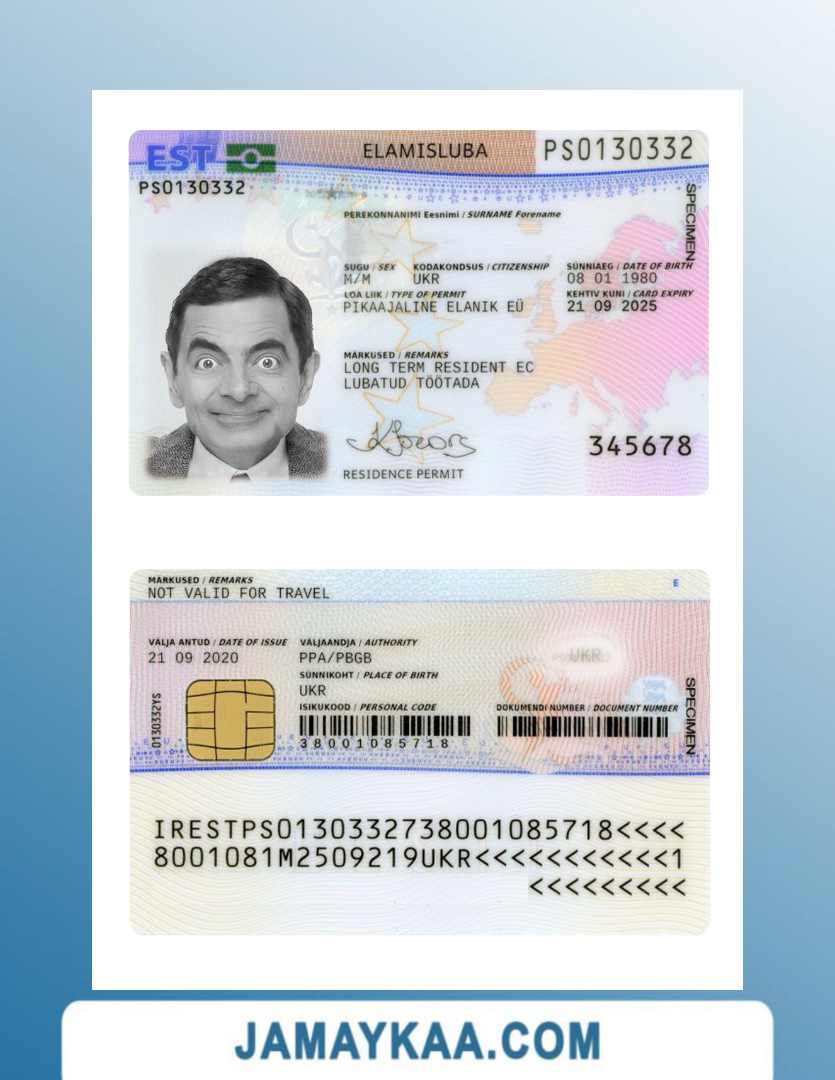 EST
ELAMISLUBA
PS0130332
PS0130332
SPECIMEN
PEREKONNANIMI Eesnimi / SURNAME Forename
SUGU / SEX KODAKONDSUS / CITIZENSHIP SÜNNIAEG / DATE OF BIRTH
M/M UKR 08 01 1980
LOA LIIK / TYPE OF PERMIT KEHTIV KUNI / CARD EXPIRY
PIKAAJALINE ELANIK EÜ 21 09 2025
MÄRKUSED / REMARKS
LONG TERM RESIDENT EC
LUBATUD TÖÖTADA
345678
RESIDENCE PERMIT
MÄRKUSED / REMARKS
NOT VALID FOR TRAVEL
E
VÄLJA ANTUD / DATE OF ISSUE VÄLJAANDJA / AUTHORITY
21 09 2020 PPA/PBGB
UKR
SÜNNIKOHT / PLACE OF BIRTH
UKR
ISIKUKOOD / PERSONAL CODE DOKUMENDI NUMBER / DOCUMENT NUMBER
38001085718
0130332YS
SPECIMEN
IRESTPS0130332738001085718<<<<
8001081M2509219UKR<<<<<<<<<<<1
<<<<<<<<<
JAMAYKAA.COM